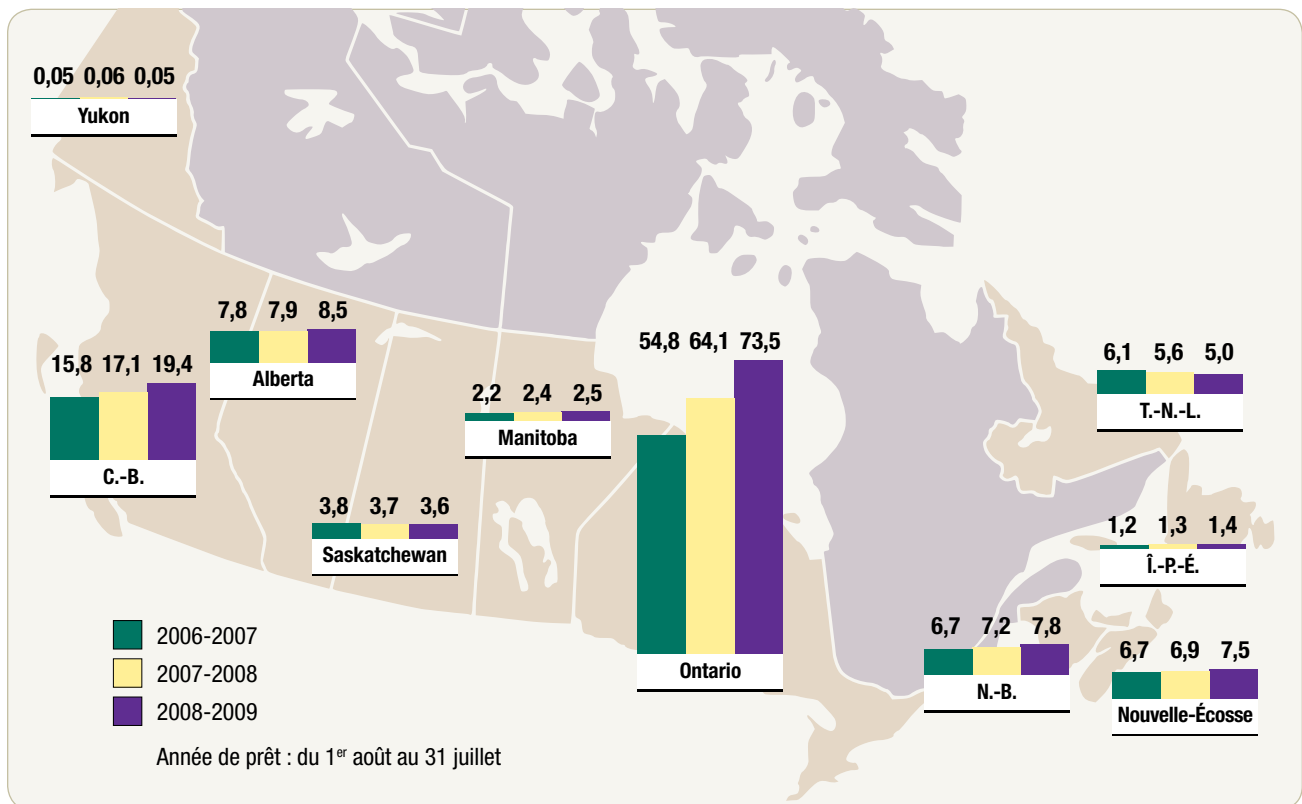 0,05 0,06 0,05
Yukon
7,8 7,9 8,5
Alberta
15,8 17,1 19,4
C.-B.
3,8 3,7 3,6
Saskatchewan
2,2 2,4 2,5
Manitoba
54,8 64,1 73,5
Ontario
6,1 5,6 5,0
T.-N.-L.
1,2 1,3 1,4
Î.-P.-É.
6,7 7,2 7,8
N.-B.
6,7 6,9 7,5
Nouvelle-Écosse
2006-2007
2007-2008
2008-2009
Année de prêt : du 1er août au 31 juillet